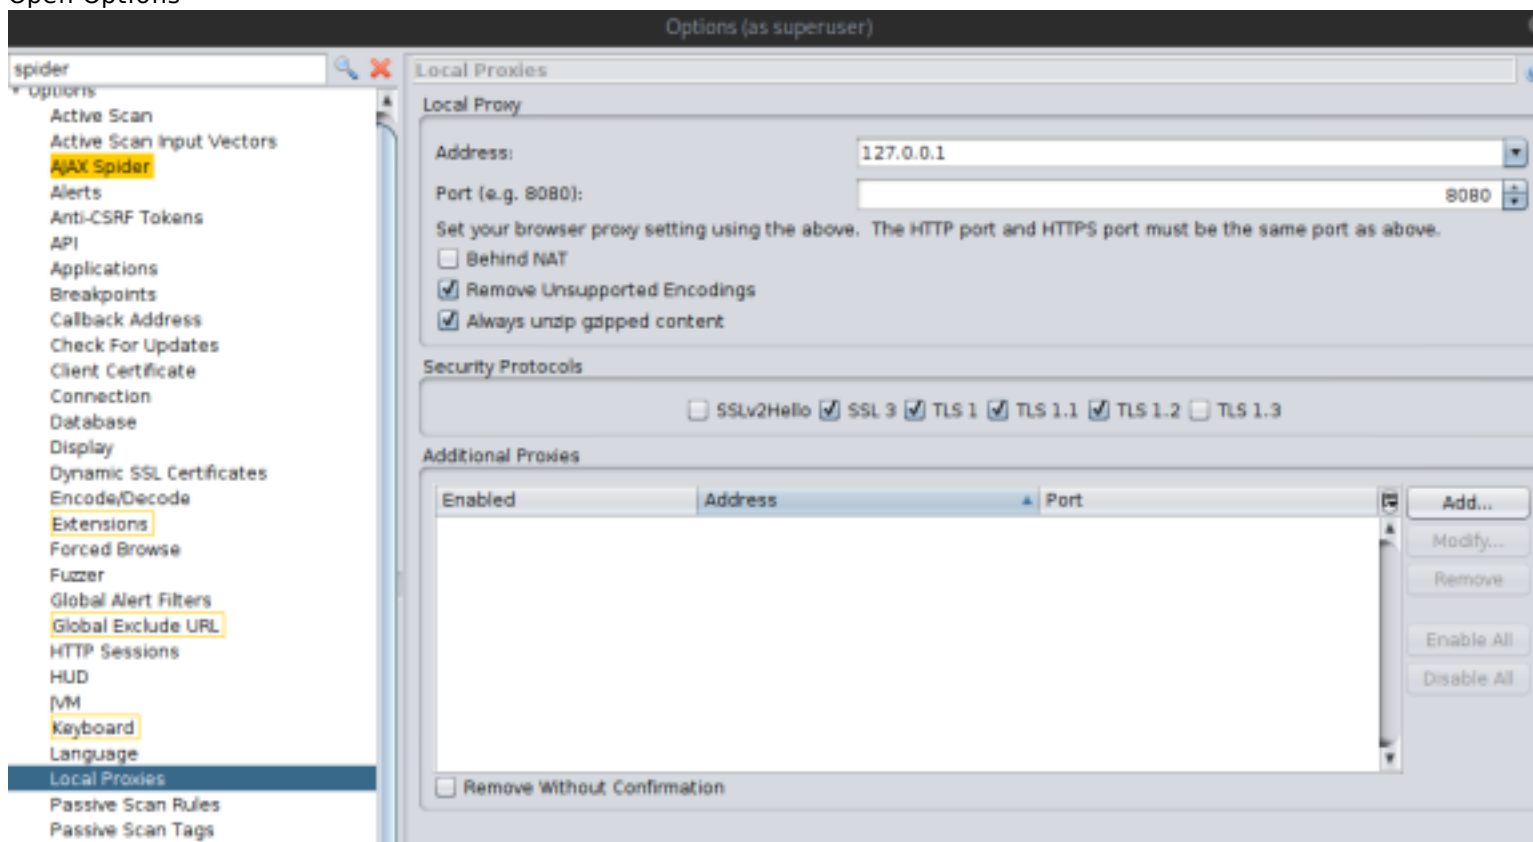 Open Options
Options (as superuser)
spider
Options
Active Scan
Active Scan Input Vectors
AJAX Spider
Alerts
Anti-CSRF Tokens
API
Applications
Breakpoints
Callback Address
Check For Updates
Client Certificate
Connection
Database
Display
Dynamic SSL Certificates
Encode/Decode
Extensions
Forced Browse
Fuzzer
Global Alert Filters
Global Exclude URL
HTTP Sessions
HUD
JVM
Keyboard
Language
Local Proxies
Passive Scan Rules
Passive Scan Tags
Local Proxies
Local Proxy
Address: 127.0.0.1
Port (e.g. 8080): 8080
Set your browser proxy setting using the above. The HTTP port and HTTPS port must be the same port as above.
Behind NAT
Remove Unsupported Encodings
Always unzip gzipped content
Security Protocols
SSLv2Hello SSL 3 TLS 1 TLS 1.1 TLS 1.2 TLS 1.3
Additional Proxies
Enabled Address Port
Add...
Modify...
Remove
Enable All
Disable All
Remove Without Confirmation